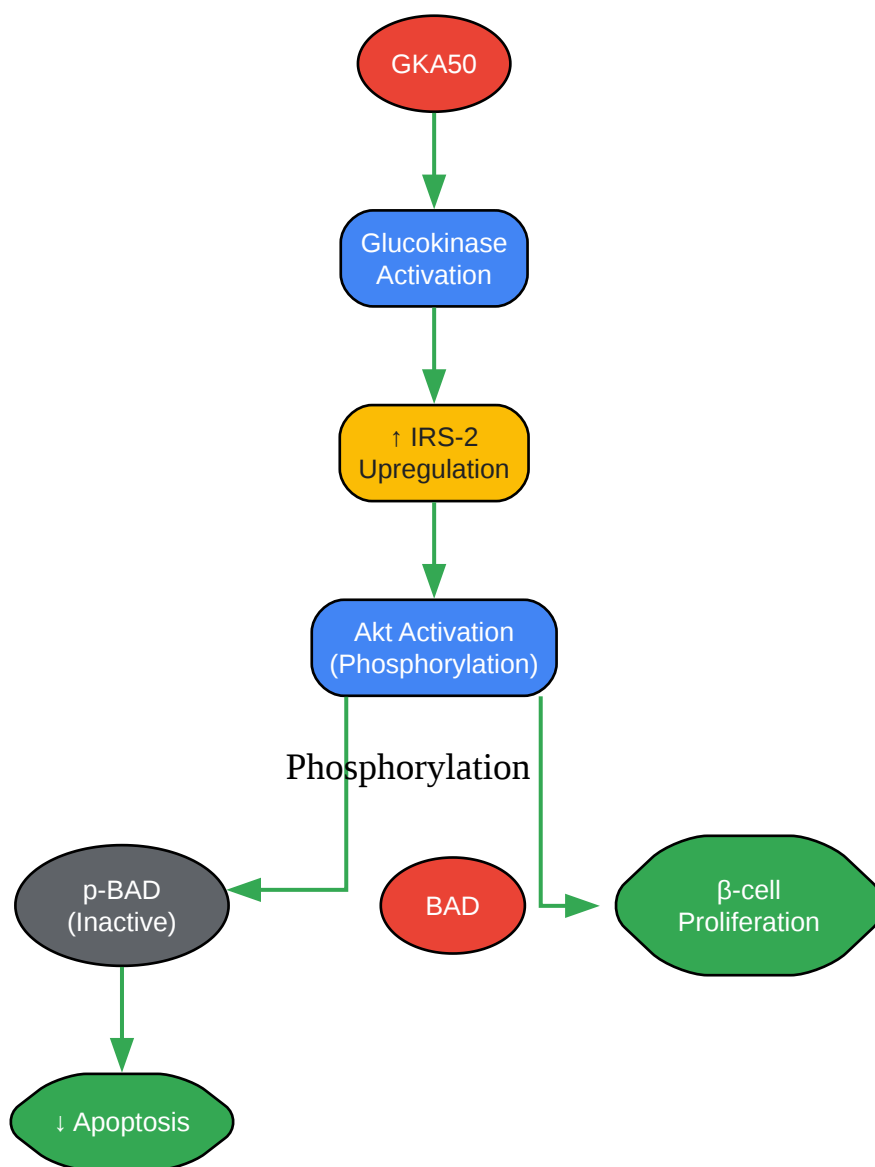 GKA50
Glucokinase
Activation
↑ IRS-2
Upregulation
Akt Activation
(Phosphorylation)
Phosphorylation
p-BAD
(Inactive)
BAD
β-cell
Proliferation
↓ Apoptosis